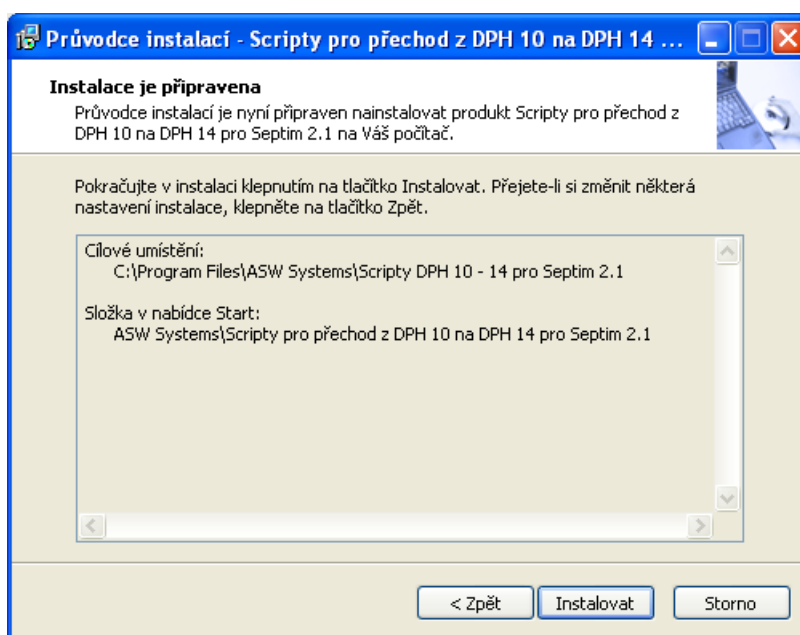 Průvodce instalací - Scripty pro přechod z DPH 10 na DPH 14 ...
Instalace je připravena
Průvodce instalací je nyní připraven nainstalovat produkt Scripty pro přechod z
DPH 10 na DPH 14 pro Septim 2.1 na Váš počítač.
Pokračujte v instalaci klepnutím na tlačítko Instalovat. Přejete-li si změnit některá
nastavení instalace, klepněte na tlačítko Zpět.
Cílové umístění:
C:\Program Files\ASW Systems\Scripty DPH 10 - 14 pro Septim 2.1
Složka v nabídce Start:
ASW Systems\Scripty pro přechod z DPH 10 na DPH 14 pro Septim 2.1
< Zpět
Instalovat
Storno